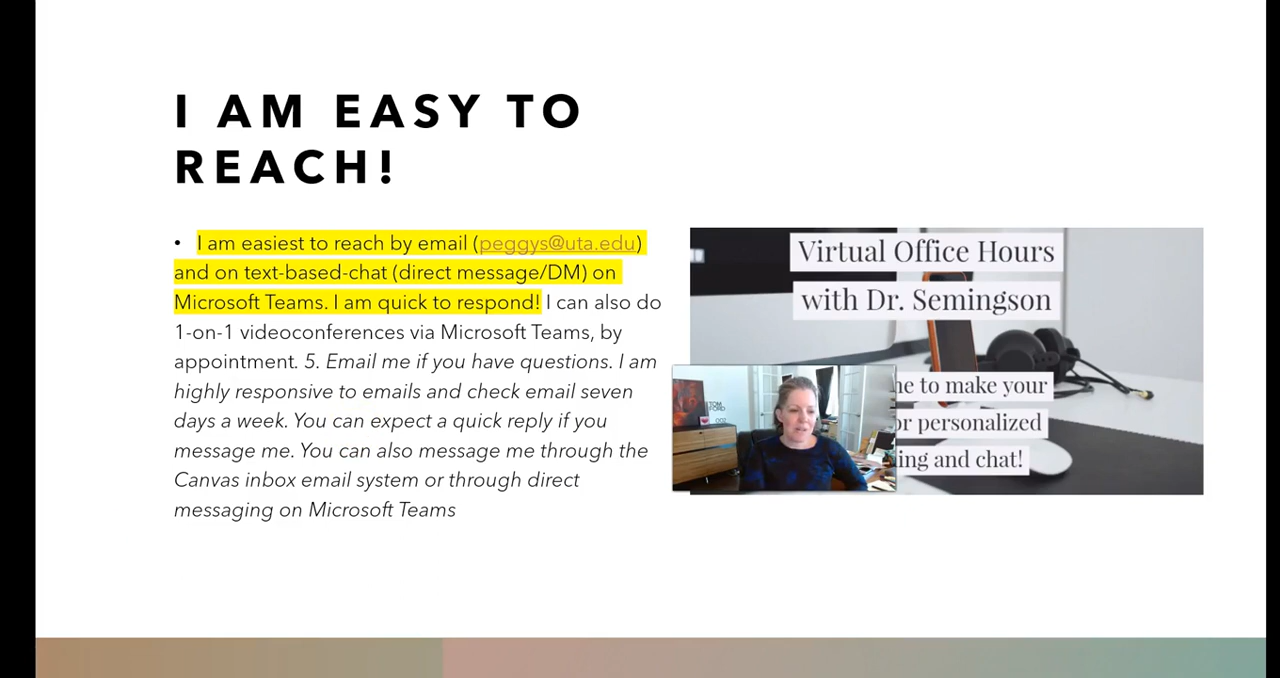 I AM EASY TO
REACH!
• I am easiest to reach by email (peggys@uta.edu)
and on text-based-chat (direct message/DM) on
Microsoft Teams. I am quick to respond! I can also do
1-on-1 videoconferences via Microsoft Teams, by
appointment. 5. Email me if you have questions. I am
highly responsive to emails and check email seven
days a week. You can expect a quick reply if you
message me. You can also message me through the
Canvas inbox email system or through direct
messaging on Microsoft Teams
Virtual Office Hours
with Dr. Semingson
to make your
personalized
and chat!
TOM
FORD
002